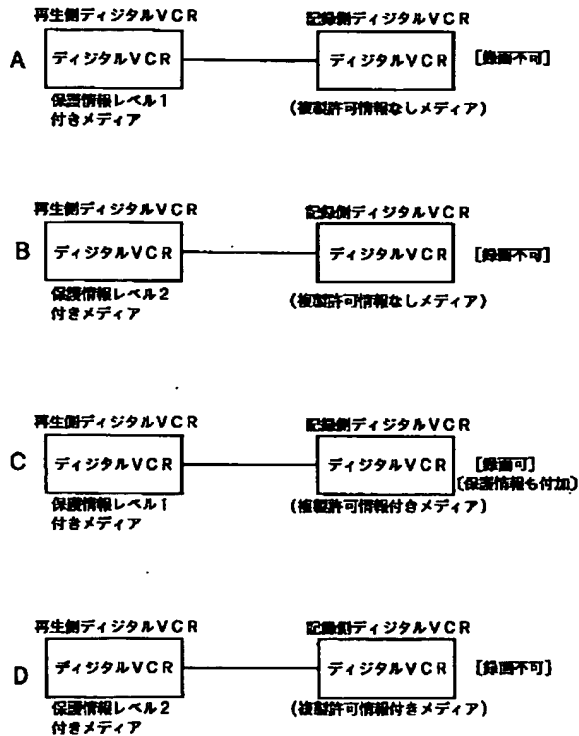 再生側ディジタルVCR 記録側ディジタルVCR
A ディジタルVCR ディジタルVCR [録画不可]
保護情報レベル1 (複製許可情報なしメディア)
付きメディア
再生側ディジタルVCR 記録側ディジタルVCR
B ディジタルVCR ディジタルVCR [録画不可]
保護情報レベル2 (複製許可情報なしメディア)
付きメディア
再生側ディジタルVCR 記録側ディジタルVCR
C ディジタルVCR ディジタルVCR [録画可]
(保護情報も付加)
保護情報レベル1 (複製許可情報付きメディア)
付きメディア
再生側ディジタルVCR 記録側ディジタルVCR
D ディジタルVCR ディジタルVCR [録画不可]
保護情報レベル2 (複製許可情報付きメディア)
付きメディア